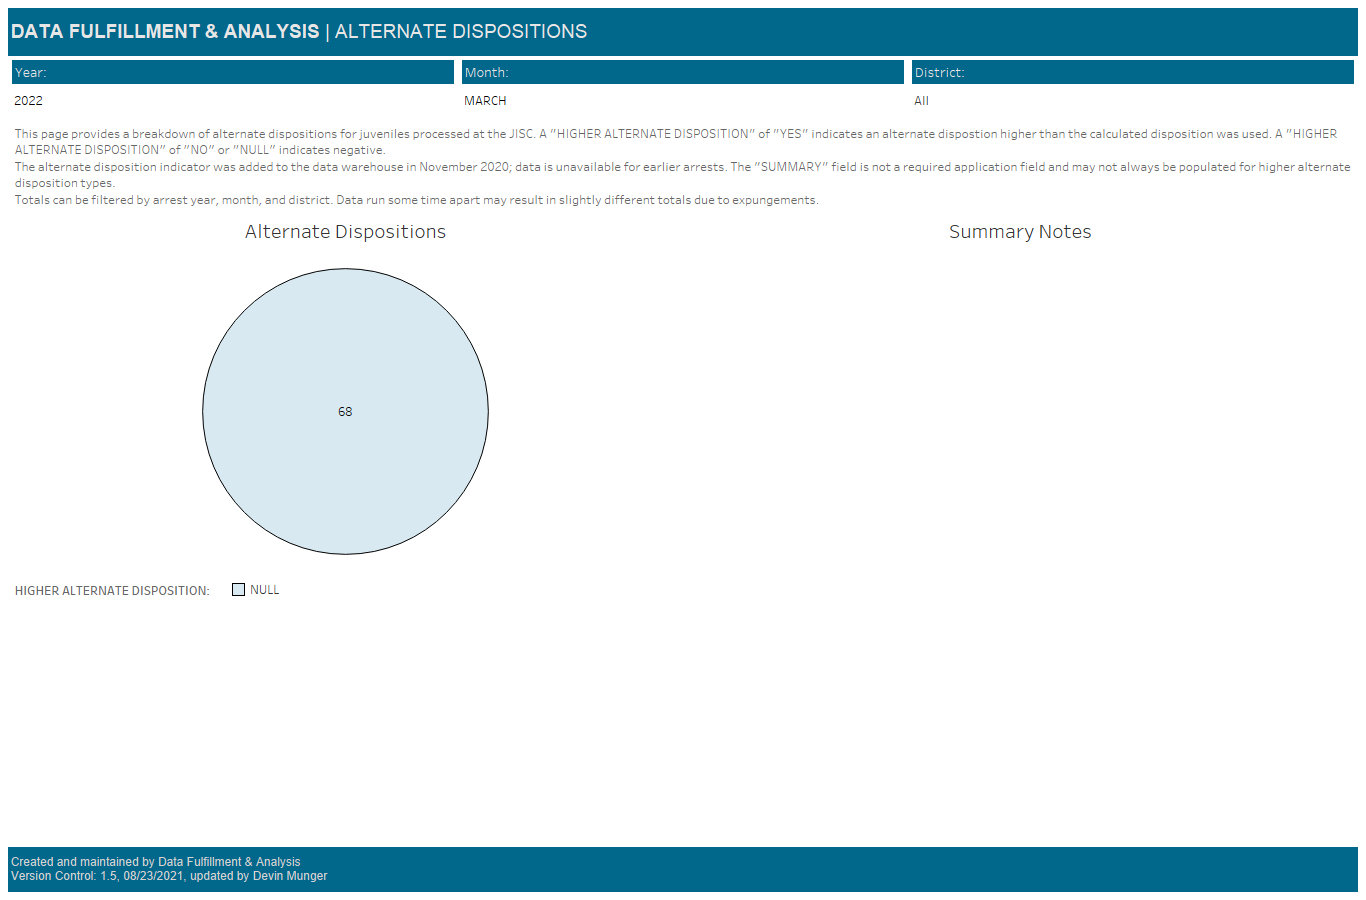 DATA FULFILLMENT & ANALYSIS | ALTERNATE DISPOSITIONS
Year:
Month:
District:
2022
MARCH
All
This page provides a breakdown of alternate dispositions for juveniles processed at the JISC. A "HIGHER ALTERNATE DISPOSITION" of "YES" indicates an alternate dispostion higher than the calculated disposition was used. A "HIGHER
ALTERNATE DISPOSITION" of "NO" or "NULL" indicates negative.
The alternate disposition indicator was added to the data warehouse in November 2020; data is unavailable for earlier arrests. The "SUMMARY" field is not a required application field and may not always be populated for higher alternate
disposition types.
Totals can be filtered by arrest year, month, and district. Data run some time apart may result in slightly different totals due to expungements.
Alternate Dispositions
Summary Notes
68
HIGHER ALTERNATE DISPOSITION:
NULL
Created and maintained by Data Fulfillment & Analysis
Version Control: 1.5, 08/23/2021, updated by Devin Munger